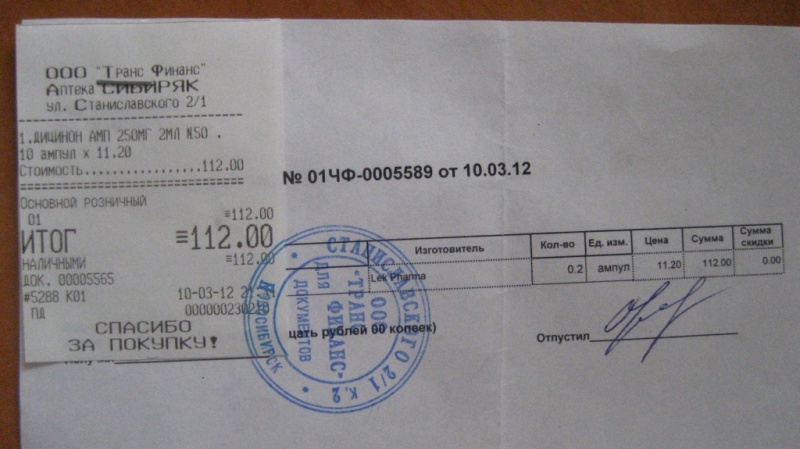 ООО "Транс Финанс"
Аптека СИБИРЯК
ул. Станиславского 2/1
1.ДИЦИНОН АМП 250МГ 2МЛ N50 .
10 ампул х 11.20
Стоимость..................112.00
Основной розничный
01 ≡112.00
ИТОГ ≡112.00
НАЛИЧНЫМИ ≡112.00
ДОК. 00005565
#5288 К01 10-03-12
ПД
СПАСИБО
ЗА ПОКУПКУ!
№ 01ЧФ-0005589 от 10.03.12
Изготовитель Кол-во Ед. изм. Цена Сумма Сумма скидки
Lek Pharma 0.2 ампул 11.20 112.00 0.00
цать рублей 00 копеек)
Отпустил
СТАНИСЛАВСКОГО 2/1 К.2
НОВОСИБИРСК
ООО
"ТРАНС
ФИНАНС"
ДЛЯ
ДОКУМЕНТОВ